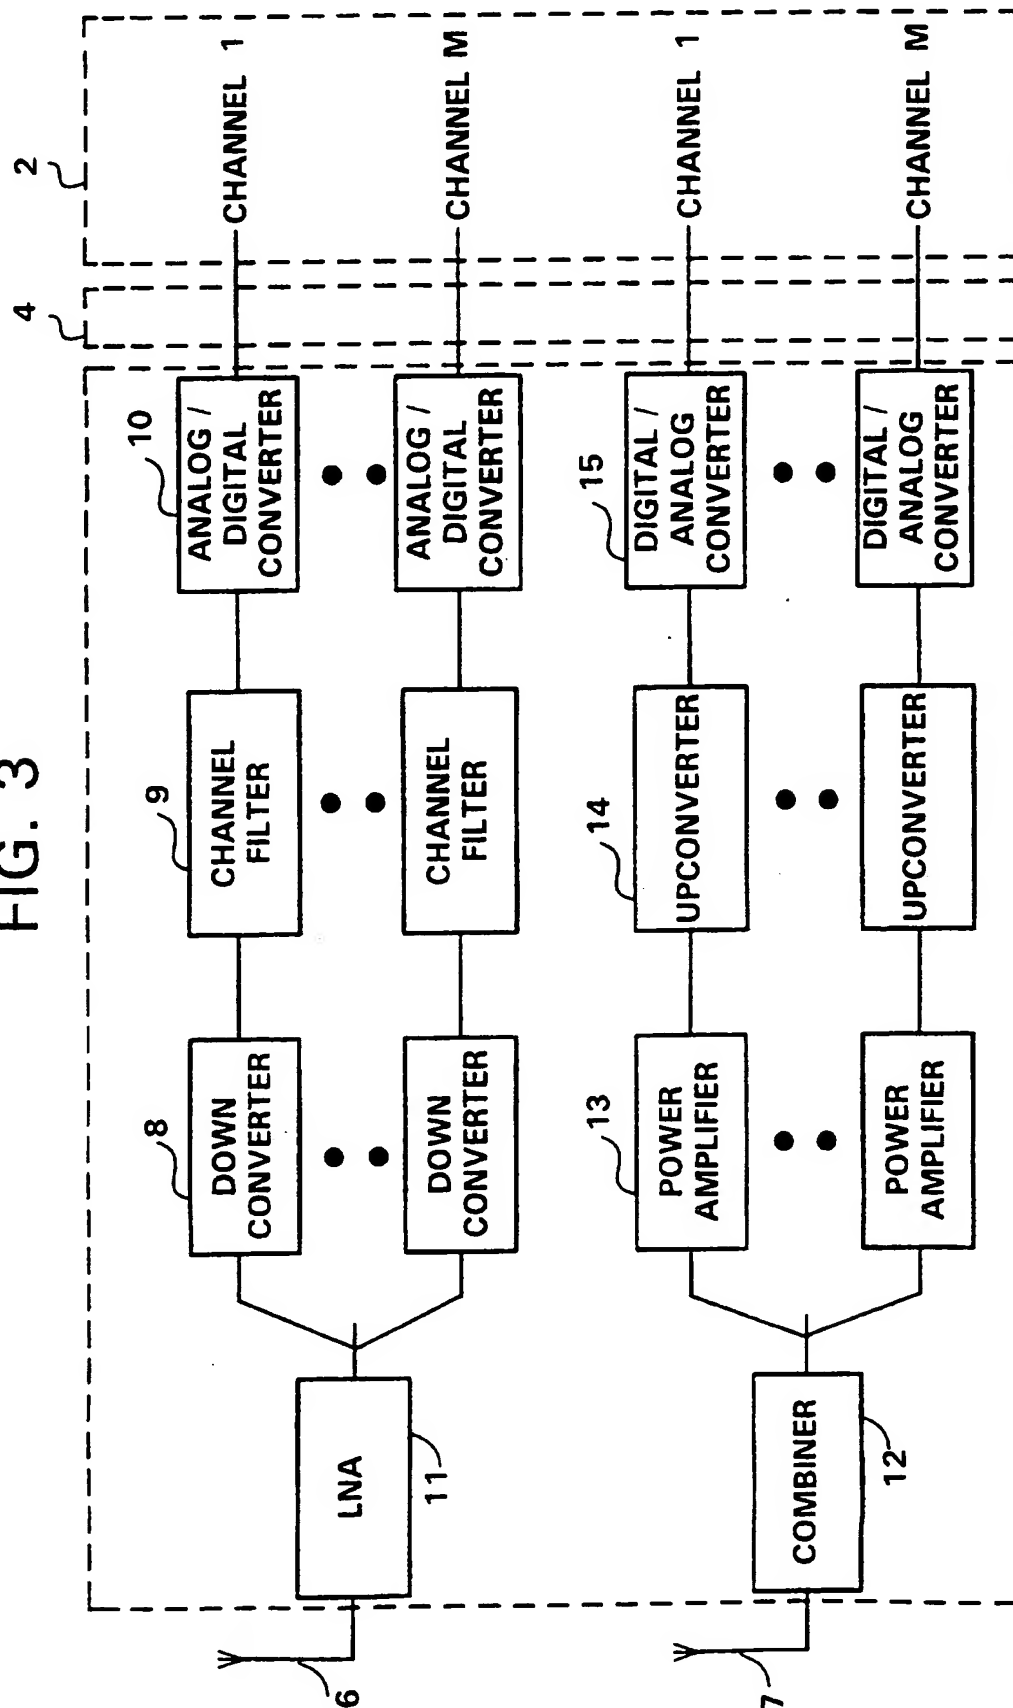 FIG. 3
2
4
CHANNEL 1
CHANNEL M
CHANNEL 1
CHANNEL M
10
ANALOG /
DIGITAL
CONVERTER
ANALOG /
DIGITAL
CONVERTER
15
DIGITAL /
ANALOG
CONVERTER
DIGITAL /
ANALOG
CONVERTER
9
CHANNEL
FILTER
CHANNEL
FILTER
14
UPCONVERTER
UPCONVERTER
8
DOWN
CONVERTER
DOWN
CONVERTER
13
POWER
AMPLIFIER
POWER
AMPLIFIER
LNA
11
COMBINER
12
6
7